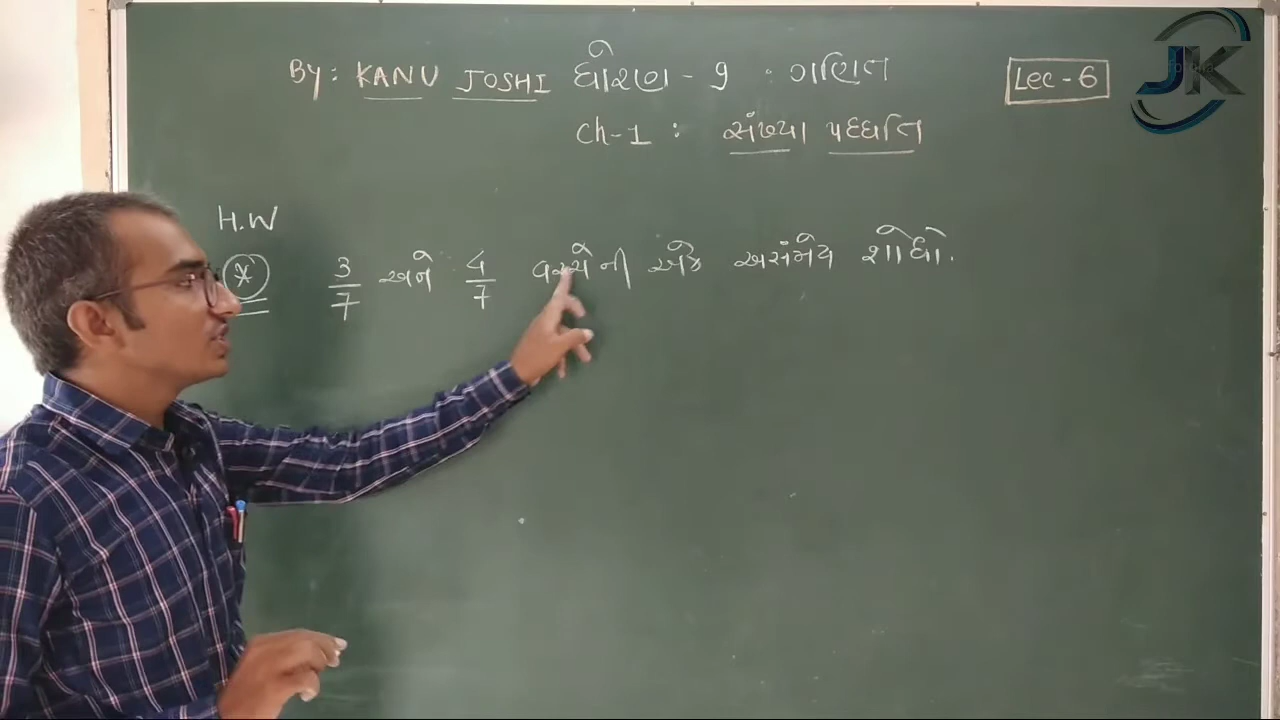 By: KANU JOSHI ધોરણ - 9 : ગણિત
Lec - 6
JK
Ch-1 : સંખ્યા પદ્ધતિ
H.W
* 3/7 અને 4/7 વચ્ચેની એક અસંમેય શોધો.